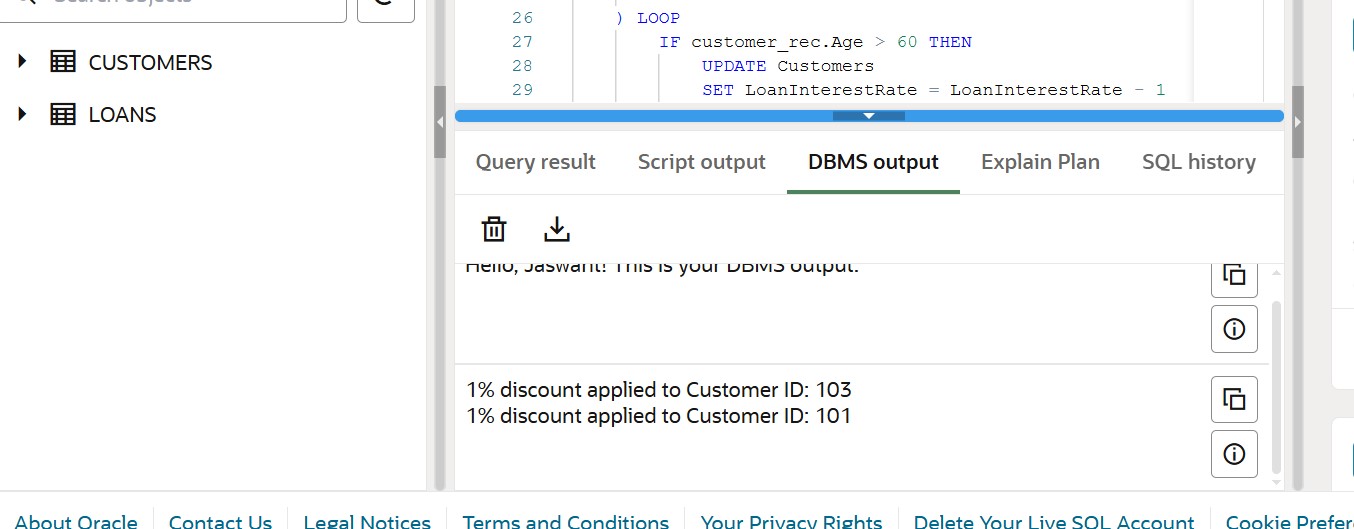 Search objects
CUSTOMERS
LOANS
26 ) LOOP
27 IF customer_rec.Age > 60 THEN
28 UPDATE Customers
29 SET LoanInterestRate = LoanInterestRate - 1
Query result Script output DBMS output Explain Plan SQL history
Hello, Jaswant! This is your DBMS output.
1% discount applied to Customer ID: 103
1% discount applied to Customer ID: 101
About Oracle Contact Us Legal Notices Terms and Conditions Your Privacy Rights Delete Your Live SQL Account Cookie Prefer